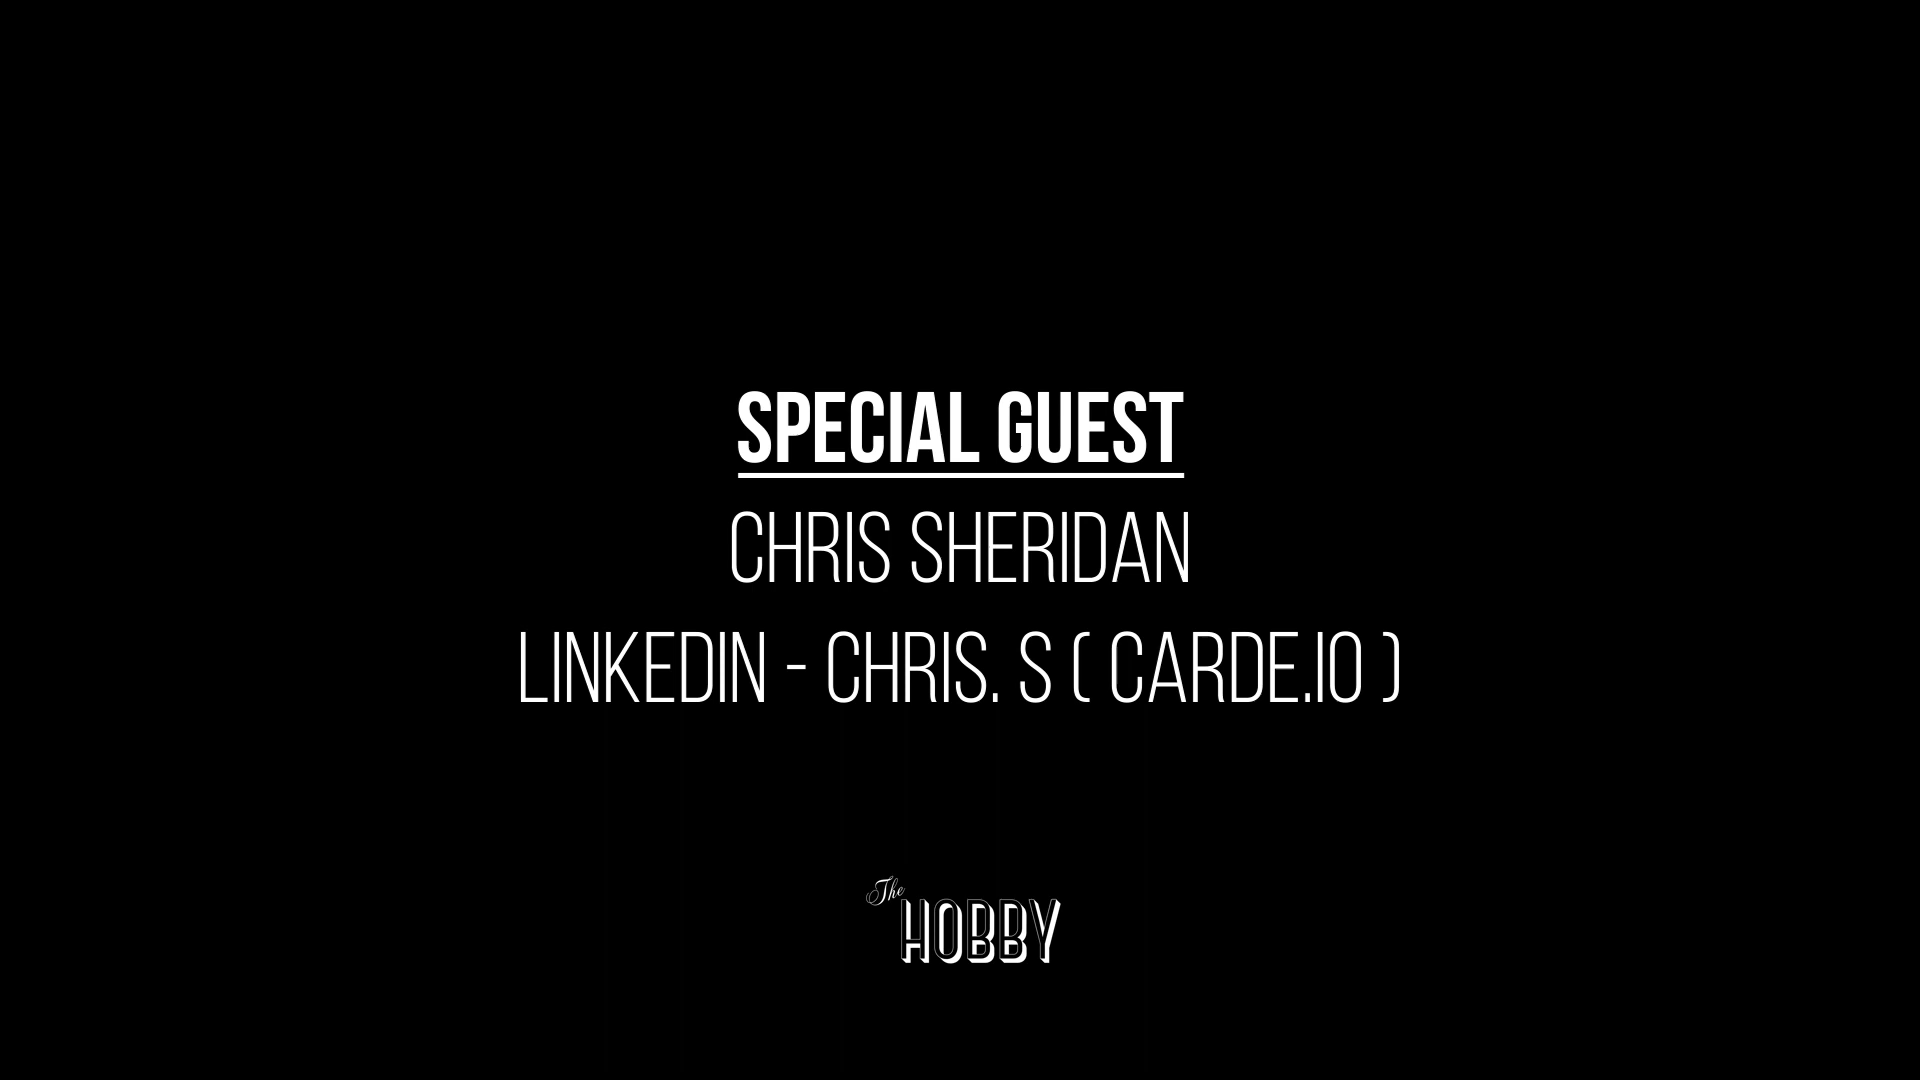 SPECIAL GUEST
CHRIS SHERIDAN
LINKEDIN - CHRIS. S ( CARDE.IO )
The
HOBBY